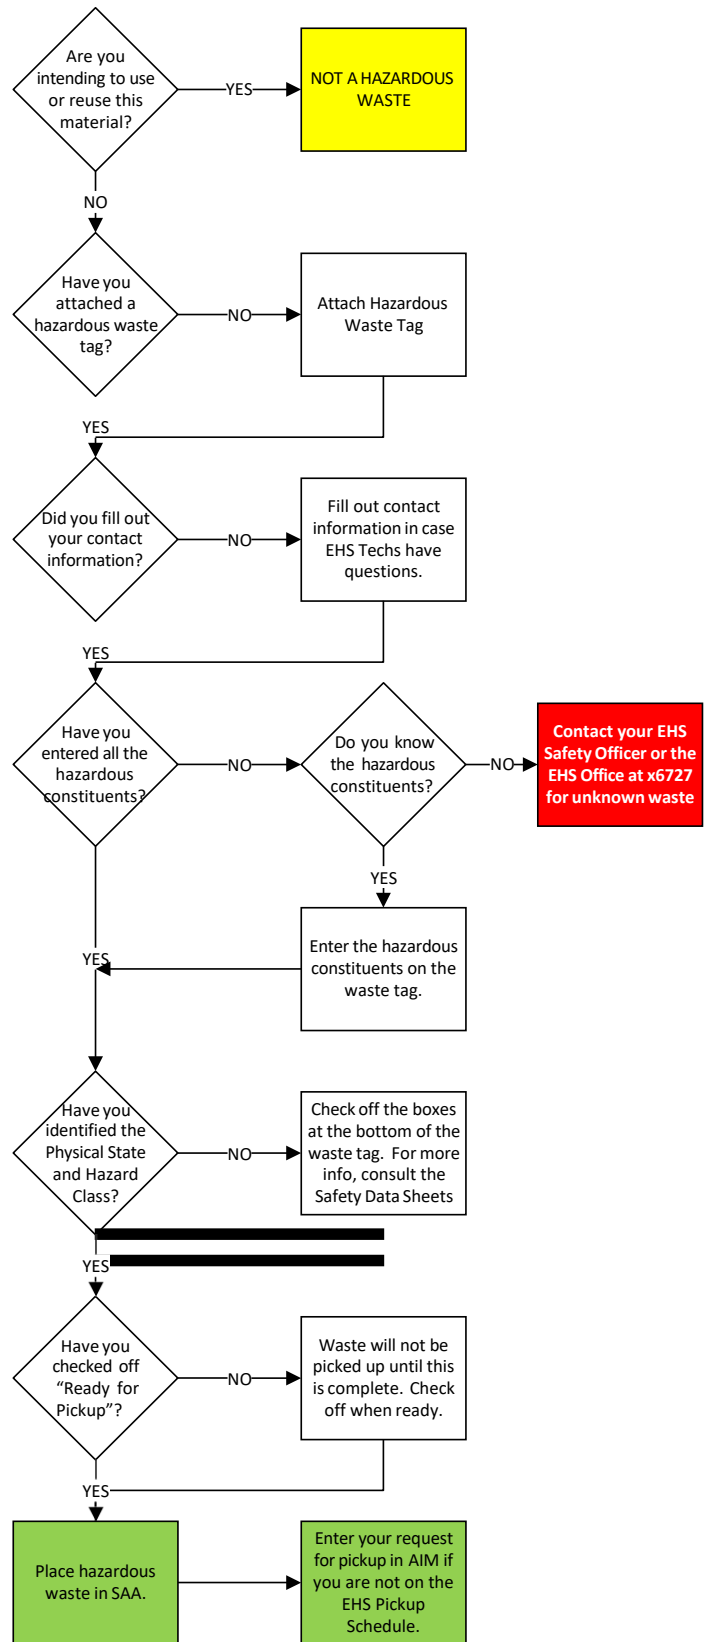 Are you
intending to use
or reuse this
material?
YES
NOT A HAZARDOUS
WASTE
NO
Have you
attached a
hazardous waste
tag?
NO
Attach Hazardous
Waste Tag
YES
Did you fill out
your contact
information?
NO
Fill out contact
information in case
EHS Techs have
questions.
YES
Have you
entered all the
hazardous
constituents?
NO
Do you know
the hazardous
constituents?
NO
Contact your EHS
Safety Officer or the
EHS Office at x6727
for unknown waste
YES
Enter the hazardous
constituents on the
waste tag.
YES
Have you
identified the
Physical State
and Hazard
Class?
NO
Check off the boxes
at the bottom of the
waste tag. For more
info, consult the
Safety Data Sheets
YES
Have you
checked off
“Ready for
Pickup”?
NO
Waste will not be
picked up until this
is complete. Check
off when ready.
YES
Place hazardous
waste in SAA.
Enter your request
for pickup in AIM if
you are not on the
EHS Pickup
Schedule.